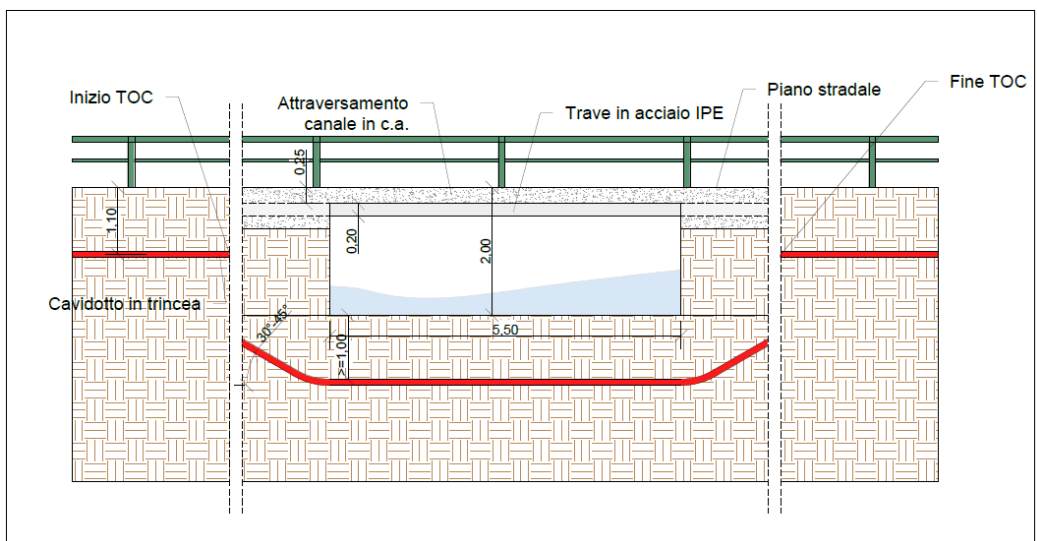 Inizio TOC
Attraversamento
canale in c.a.
Trave in acciaio IPE
Piano stradale
Fine TOC
0,25
1,10
0,20
2,00
Cavidotto in trincea
30°-45°
>=1,00
5,50